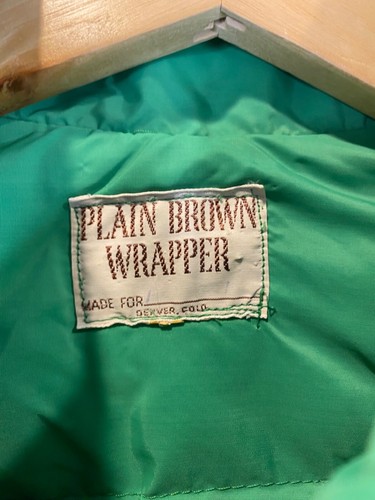 PLAIN BROWN
WRAPPER
MADE FOR
DENVER, COLO.